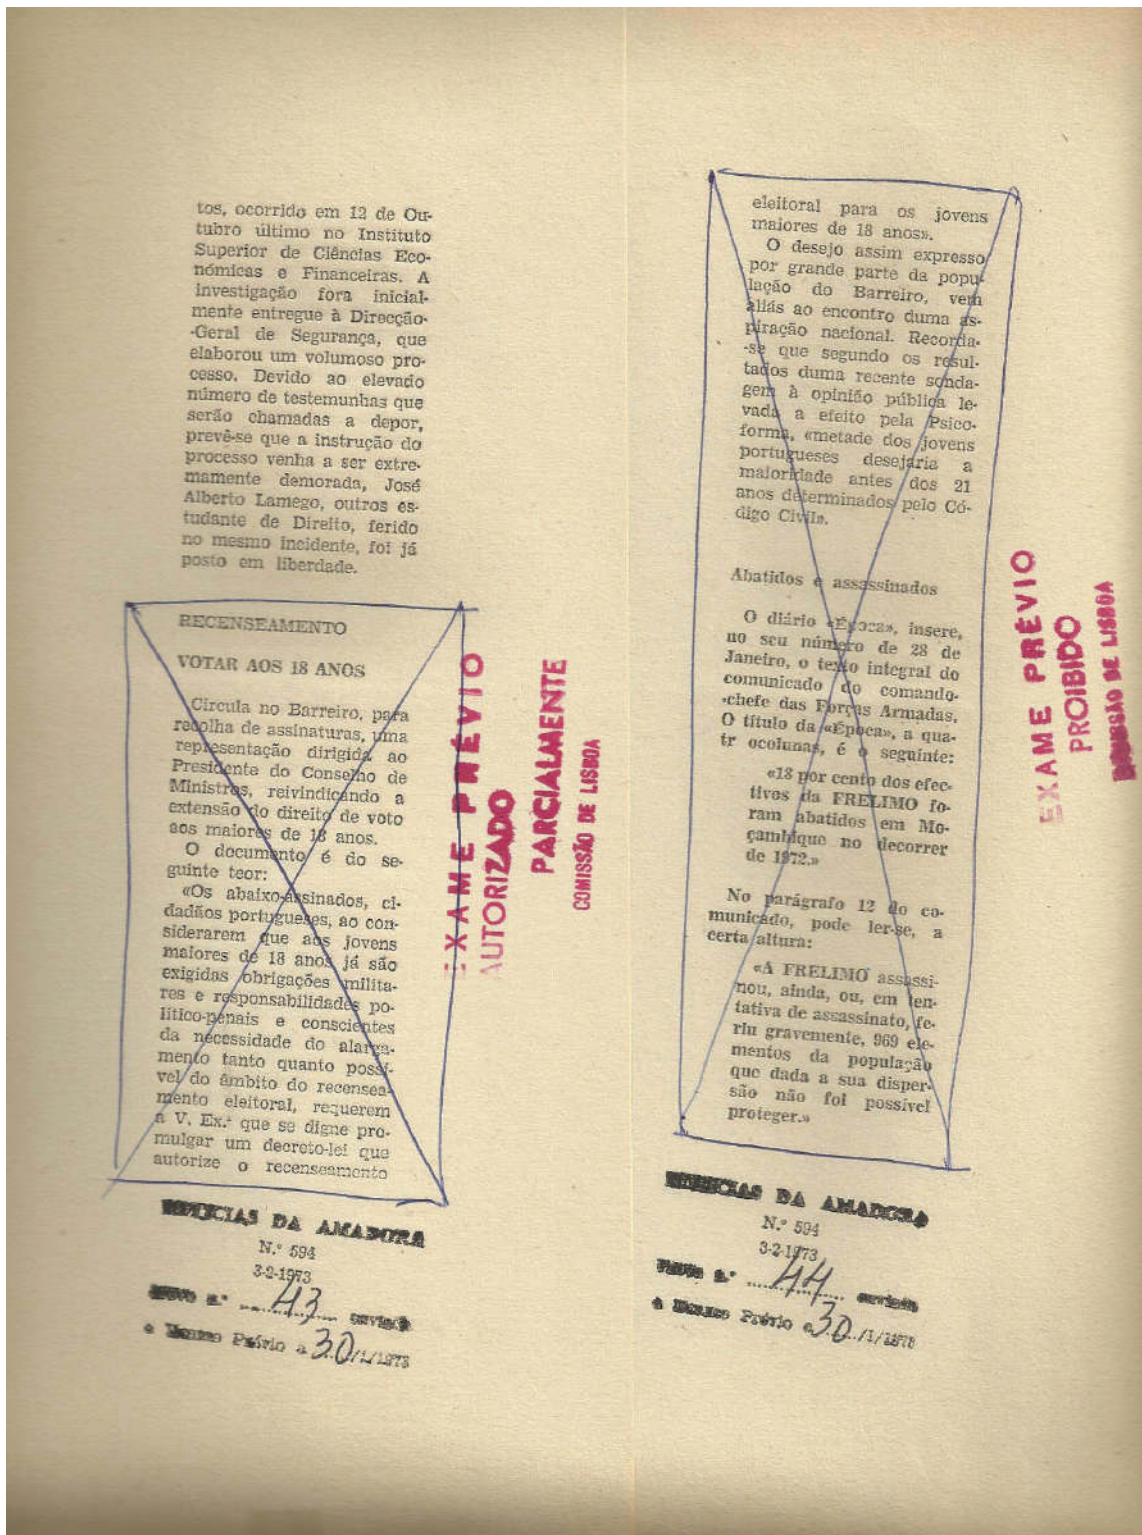 tos, ocorrido em 12 de Ou-
tubro último no Instituto
Superior de Ciências Eco-
nómicas e Financeiras. A
investigação fora inicial-
mente entregue à Direcção-
-Geral de Segurança, que
elaborou um volumoso pro-
cesso. Devido ao elevado
número de testemunhas que
serão chamadas a depor,
prevê-se que a instrução do
processo venha a ser extre-
mamente demorada, José
Alberto Lamego, outros es-
tudante de Direito, ferido
no mesmo incidente, foi já
posto em liberdade.
RECENSEAMENTO
VOTAR AOS 18 ANOS
Circula no Barreiro, para
recolha de assinaturas, uma
representação dirigida ao
Presidente do Conselho de
Ministros, reivindicando a
extensão do direito de voto
aos maiores de 18 anos.
O documento é do se-
guinte teor:
«Os abaixo-assinados, ci-
dadãos portugueses, ao con-
siderarem que aos jovens
maiores de 18 anos já são
exigidas obrigações milita-
res e responsabilidades po-
lítico-penais e conscientes
da necessidade do alarga-
mento tanto quanto possí-
vel do âmbito do recensea-
mento eleitoral, requerem
a V. Ex.ª que se digne pro-
mulgar um decreto-lei que
autorize o recenseamento
EXAME PRÉVIO
AUTORIZADO
PARCIALMENTE
COMISSÃO DE LISBOA
NOTÍCIAS DA AMADORA
N.º 594
3-2-1973
PROVA n.º 43 enviada
a Exame Prévio a 30/1/1973
eleitoral para os jovens
maiores de 18 anos».
O desejo assim expresso
por grande parte da popu-
lação do Barreiro, vem
aliás ao encontro duma as-
piração nacional. Recorda-
-se que segundo os resul-
tados duma recente sonda-
gem à opinião pública le-
vada a efeito pela Psico-
forma, «metade dos jovens
portugueses desejaria a
maioridade antes dos 21
anos determinados pelo Có-
digo Civil».
Abatidos e assassinados
O diário «Época», insere,
no seu número de 28 de
Janeiro, o texto integral do
comunicado do comando-
-chefe das Forças Armadas.
O título da «Época», a qua-
tr ocolunas, é o seguinte:
«18 por cento dos efec-
tivos da FRELIMO fo-
ram abatidos em Mo-
çambique no decorrer
de 1972.»
No parágrafo 12 do co-
municado, pode ler-se, a
certa altura:
«A FRELIMO assassi-
nou, ainda, ou, em ten-
tativa de assassinato, fe-
riu gravemente, 969 ele-
mentos da população
que dada a sua disper-
são não foi possível
proteger.»
EXAME PRÉVIO
PROIBIDO
COMISSÃO DE LISBOA
NOTÍCIAS DA AMADORA
N.º 594
3-2-1973
PROVA n.º 44 enviada
a Exame Prévio a 30/1/1973